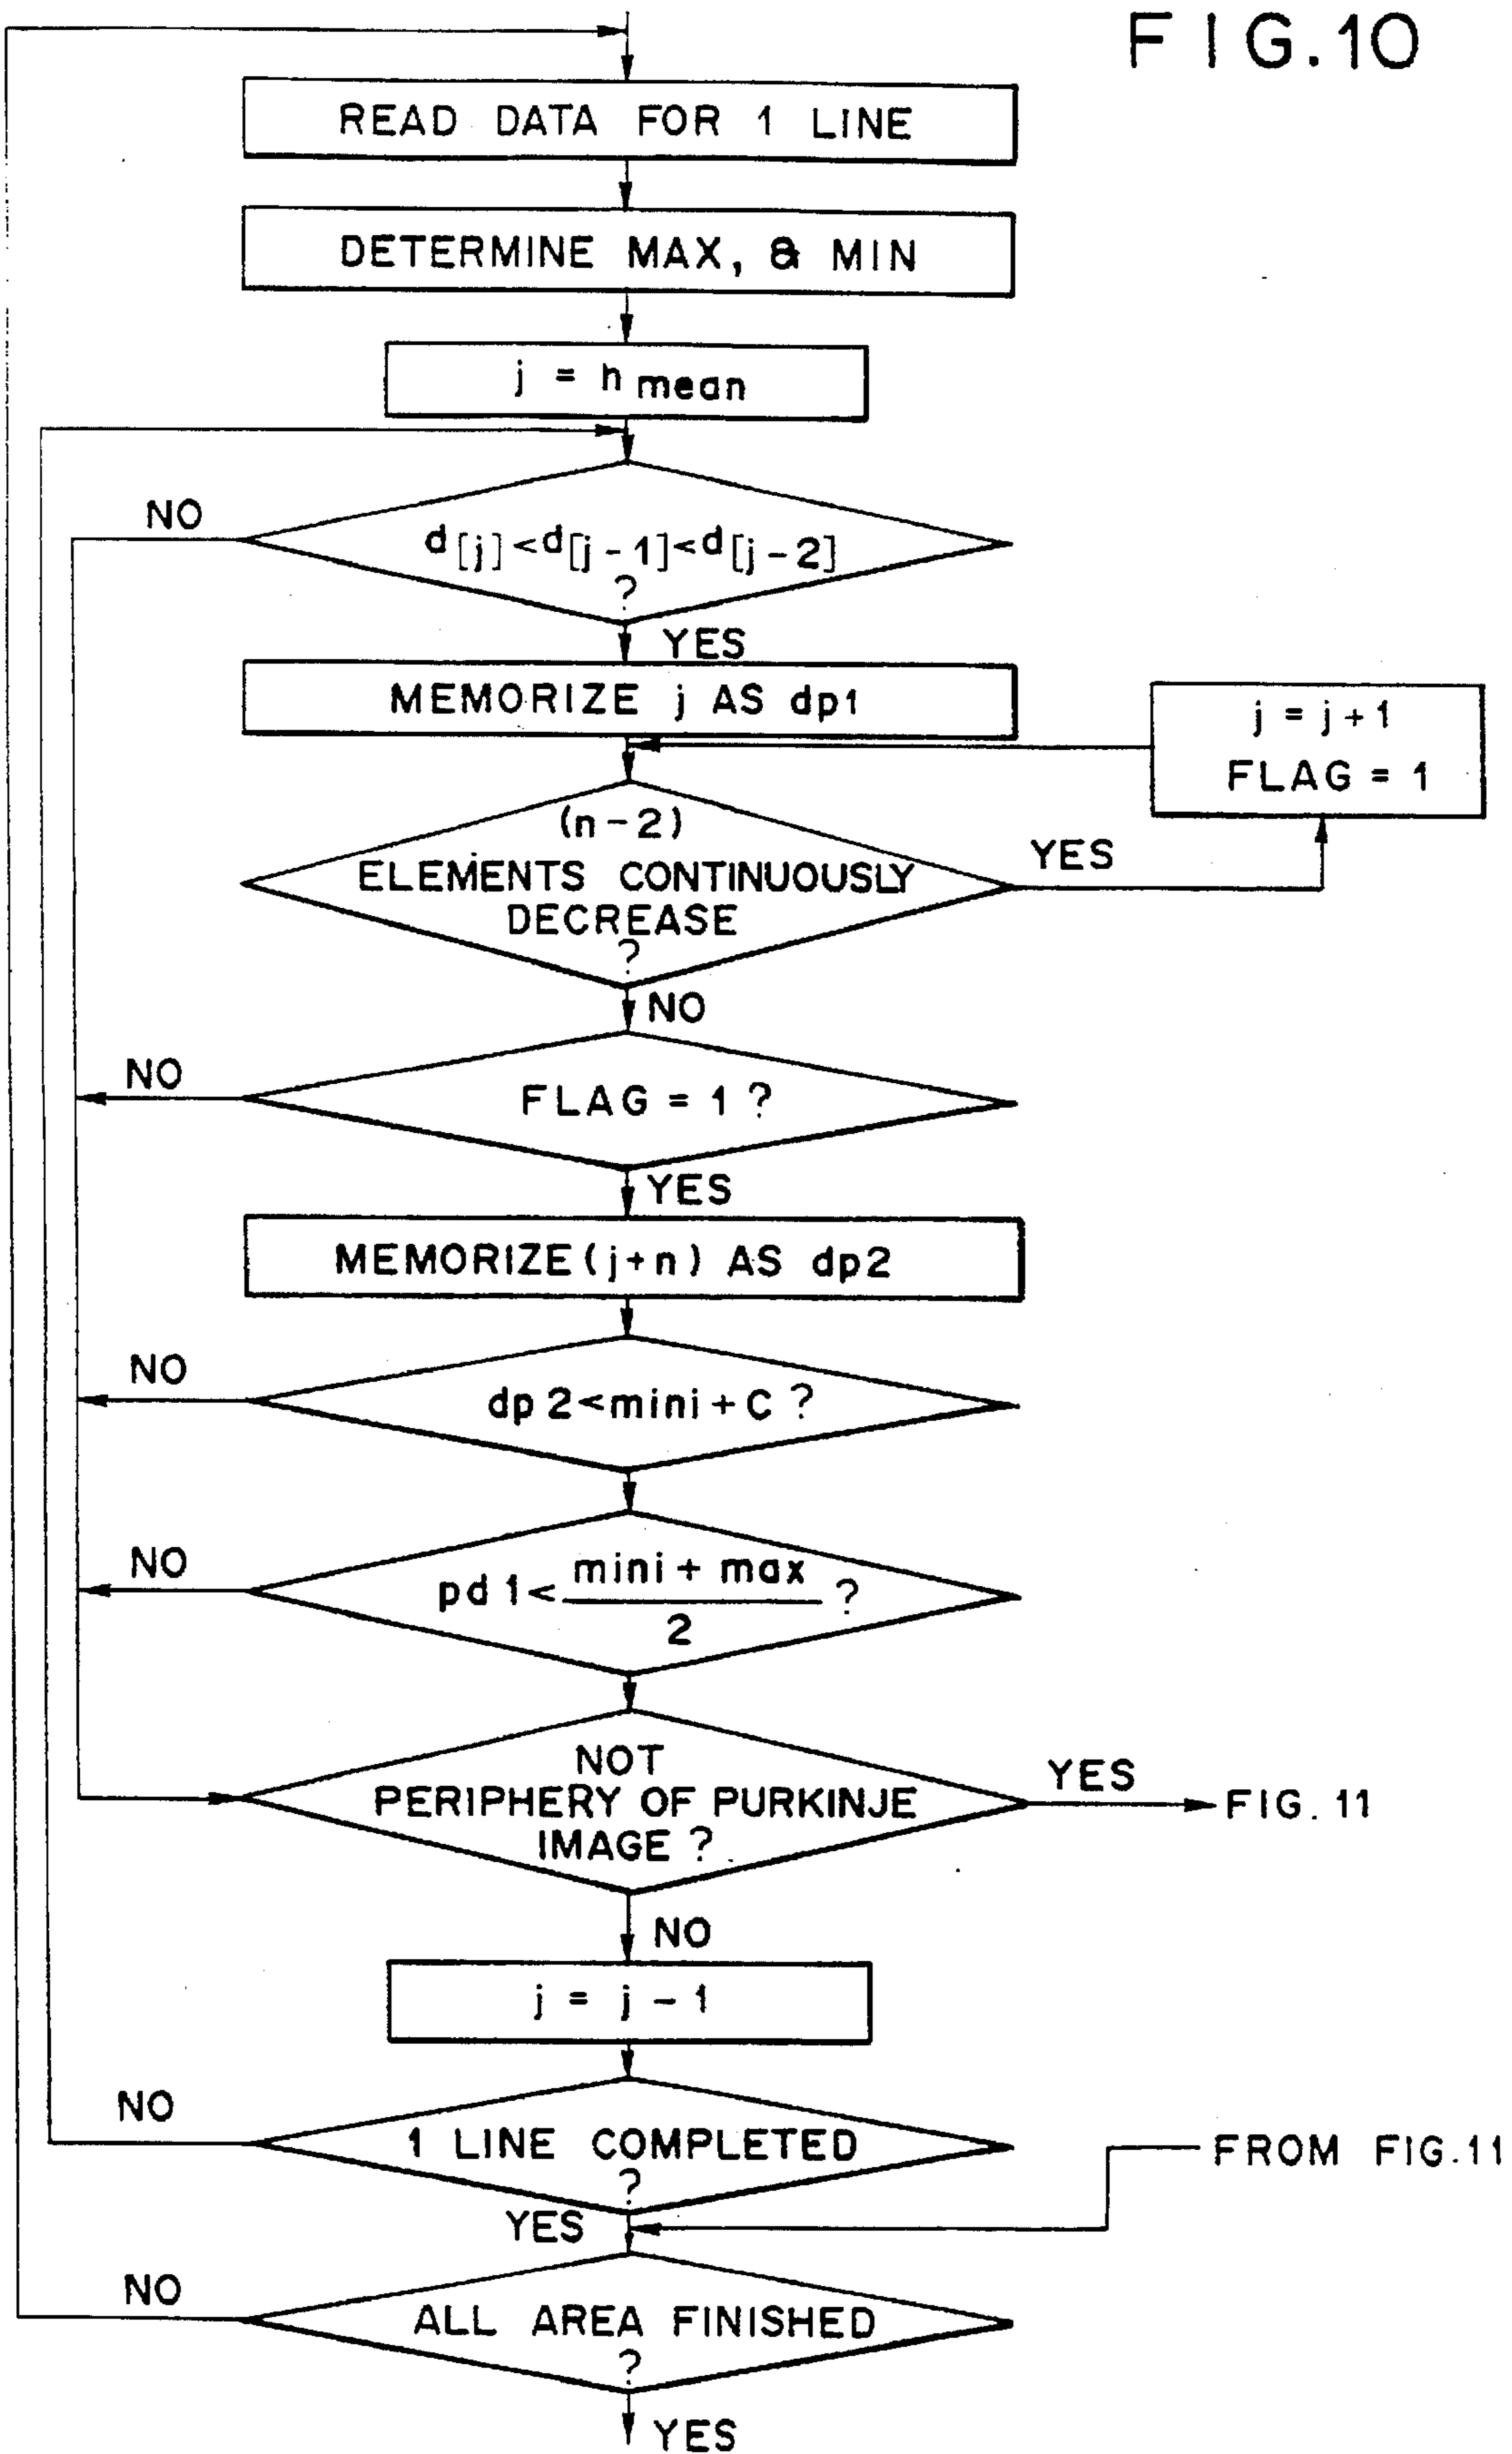 FIG.10
READ DATA FOR 1 LINE
DETERMINE MAX, & MIN
j = h mean
NO
d[j]<d[j-1]<d[j-2]
?
YES
MEMORIZE j AS dp1
j = j+1
FLAG = 1
(n-2)
ELEMENTS CONTINUOUSLY
DECREASE
?
YES
NO
NO
FLAG = 1 ?
YES
MEMORIZE(j+n) AS dp2
NO
dp2<mini+C ?
NO
pd1< mini+ max / 2 ?
NOT
PERIPHERY OF PURKINJE
IMAGE ?
YES
FIG. 11
NO
j = j - 1
NO
1 LINE COMPLETED
?
FROM FIG.11
YES
NO
ALL AREA FINISHED
?
YES